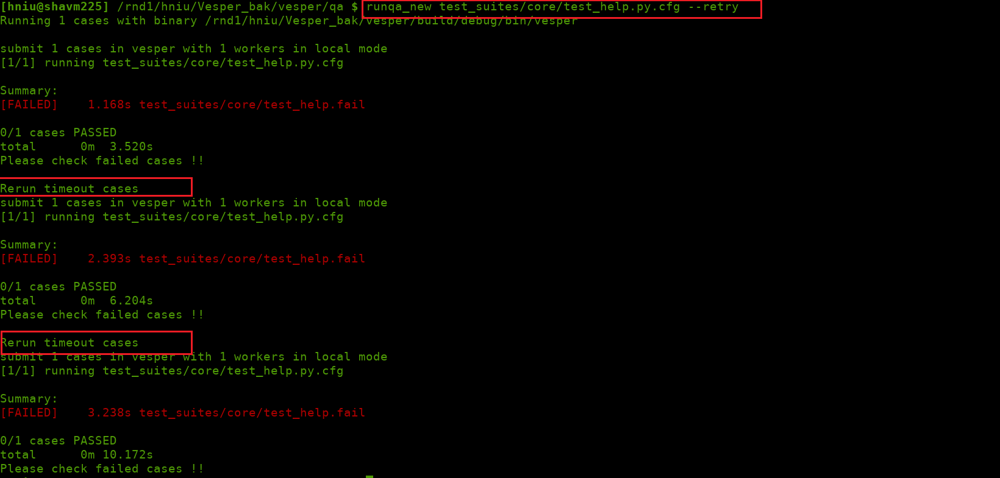 [hniu@shavm225] /rnd1/hniu/Vesper_bak/vesper/qa $ runqa_new test_suites/core/test_help.py.cfg --retry
Running 1 cases with binary /rnd1/hniu/Vesper_bak/vesper/build/debug/bin/vesper
submit 1 cases in vesper with 1 workers in local mode
[1/1] running test_suites/core/test_help.py.cfg
Summary:
[FAILED]    1.168s test_suites/core/test_help.fail
0/1 cases PASSED
total      0m  3.520s
Please check failed cases !!
Rerun timeout cases
submit 1 cases in vesper with 1 workers in local mode
[1/1] running test_suites/core/test_help.py.cfg
Summary:
[FAILED]    2.393s test_suites/core/test_help.fail
0/1 cases PASSED
total      0m  6.204s
Please check failed cases !!
Rerun timeout cases
submit 1 cases in vesper with 1 workers in local mode
[1/1] running test_suites/core/test_help.py.cfg
Summary:
[FAILED]    3.238s test_suites/core/test_help.fail
0/1 cases PASSED
total      0m 10.172s
Please check failed cases !!